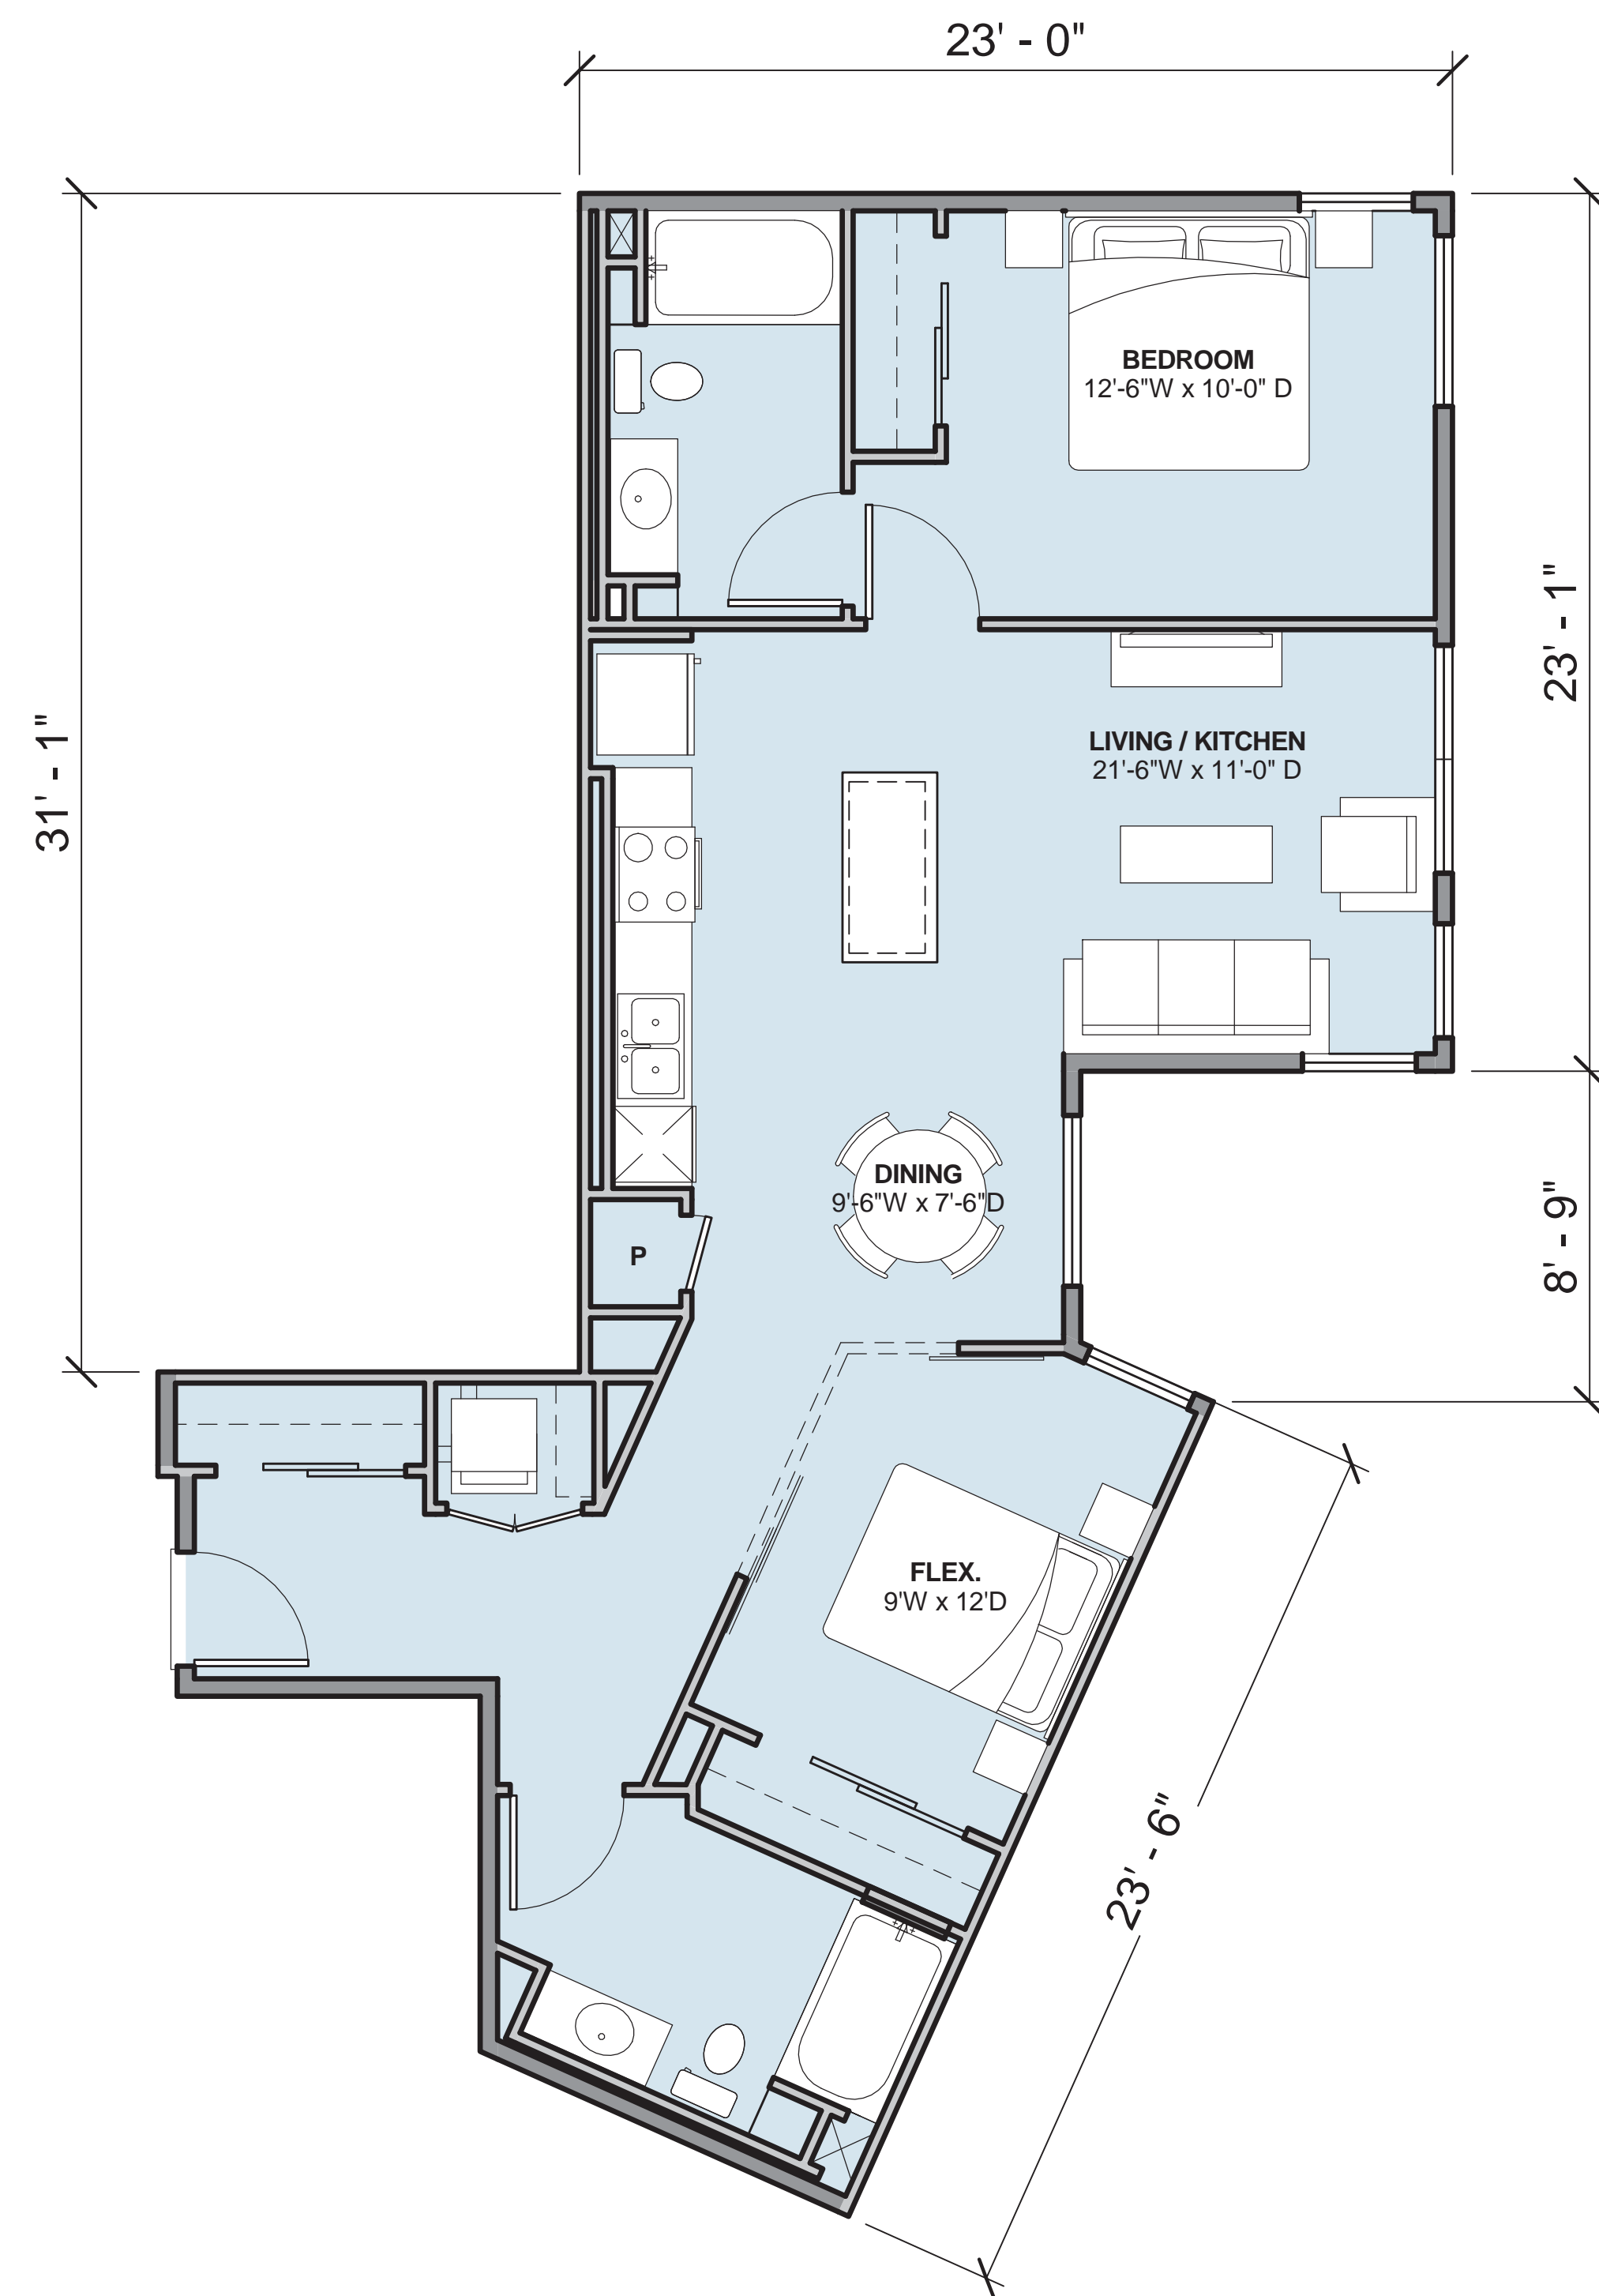 23' - 0"
BEDROOM
12'-6"W x 10'-0" D
23' - 1"
31' - 1"
LIVING / KITCHEN
21'-6"W x 11'-0" D
DINING
9'-6"W x 7'-6"D
8' - 9"
P
FLEX.
9'W x 12'D
23' - 6"